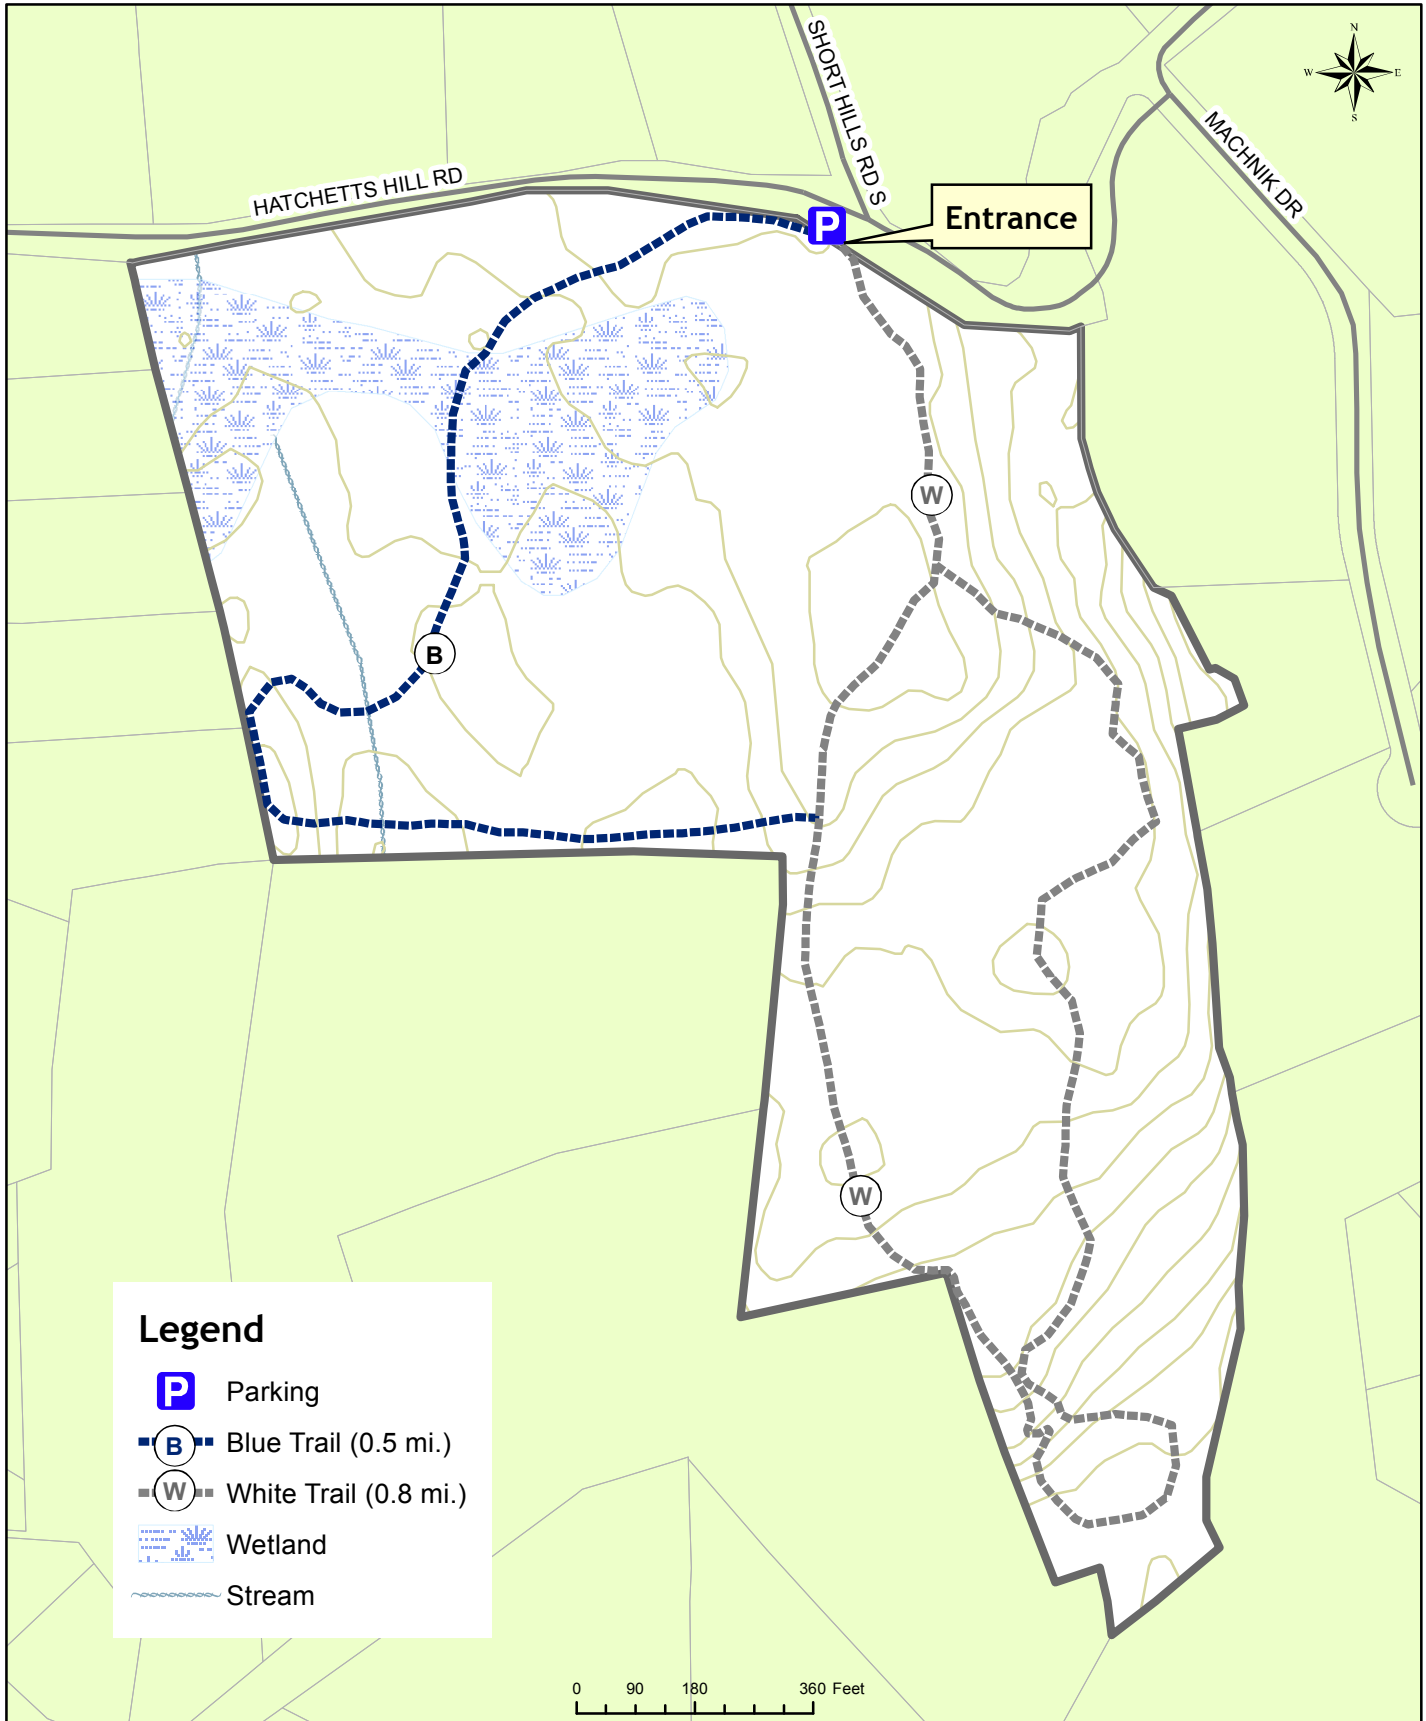 N
W
E
S
SHORT HILLS RD S
MACHNIK DR
HATCHETTS HILL RD
P
Entrance
W
B
W
Legend
P Parking
B Blue Trail (0.5 mi.)
W White Trail (0.8 mi.)
Wetland
Stream
0 90 180 360 Feet